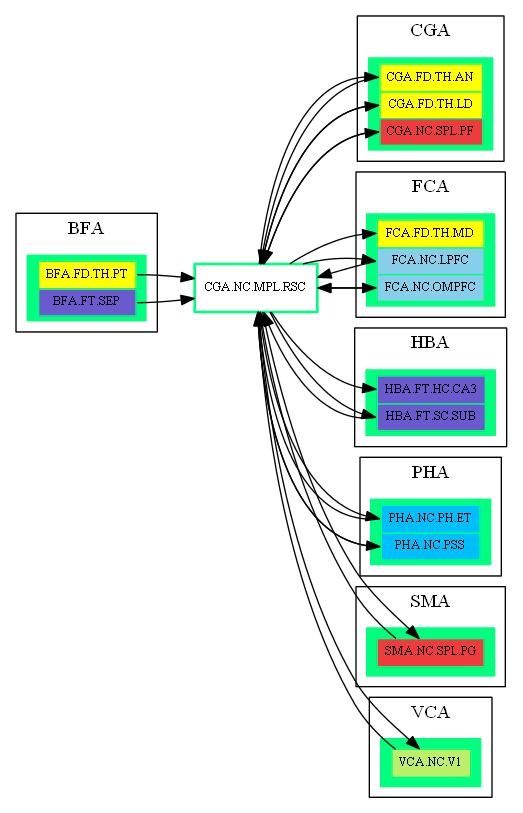 CGA
CGA.FD.TH.AN
CGA.FD.TH.LD
CGA.NC.SPL.PF
FCA
FCA.FD.TH.MD
FCA.NC.LPFC
FCA.NC.OMPFC
BFA
BFA.FD.TH.PT
BFA.FT.SEP
CGA.NC.MPL.RSC
HBA
HBA.FT.HC.CA3
HBA.FT.SC.SUB
PHA
PHA.NC.PH.ET
PHA.NC.PSS
SMA
SMA.NC.SPL.PG
VCA
VCA.NC.V1